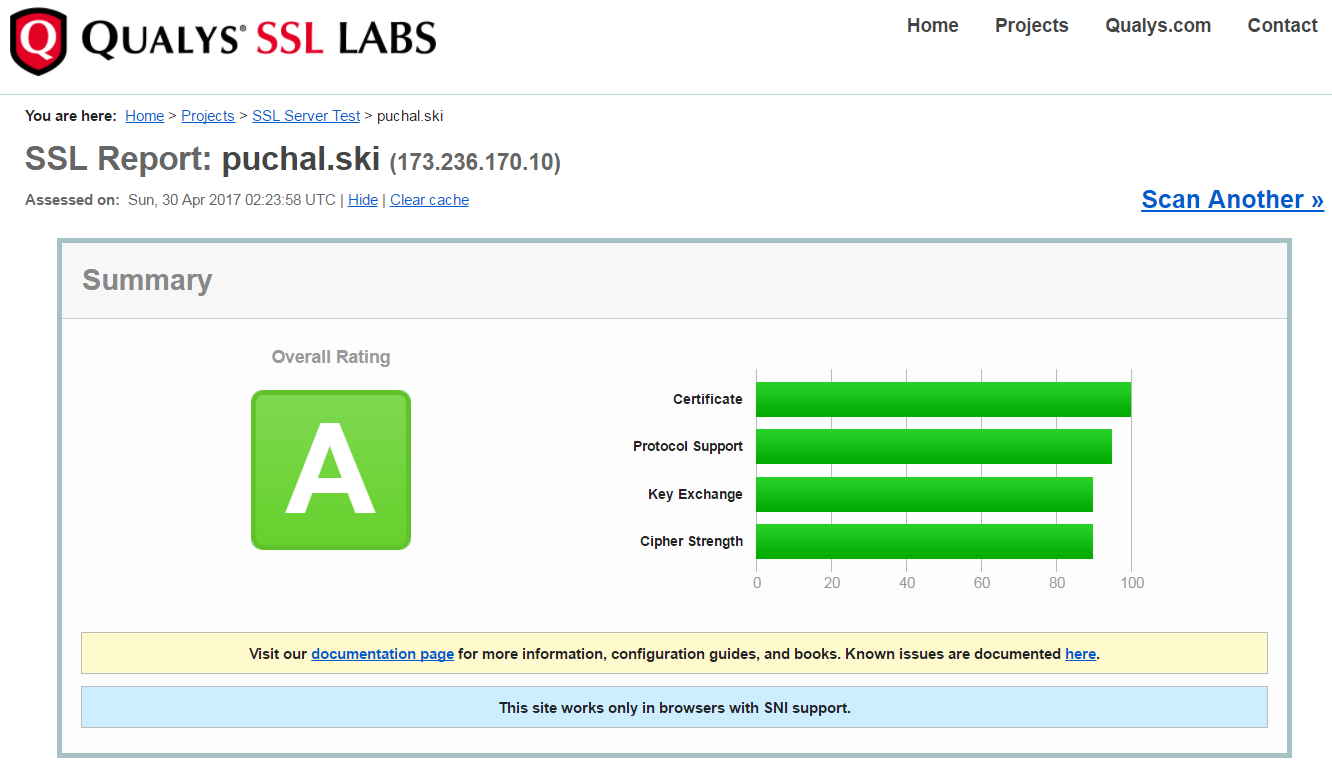 Q QUALYS® SSL LABS
Home Projects Qualys.com Contact
You are here: Home > Projects > SSL Server Test > puchal.ski
SSL Report: puchal.ski (173.236.170.10)
Assessed on: Sun, 30 Apr 2017 02:23:58 UTC | Hide | Clear cache
Scan Another »
Summary
Overall Rating
A
Certificate
Protocol Support
Key Exchange
Cipher Strength
0 20 40 60 80 100
Visit our documentation page for more information, configuration guides, and books. Known issues are documented here.
This site works only in browsers with SNI support.